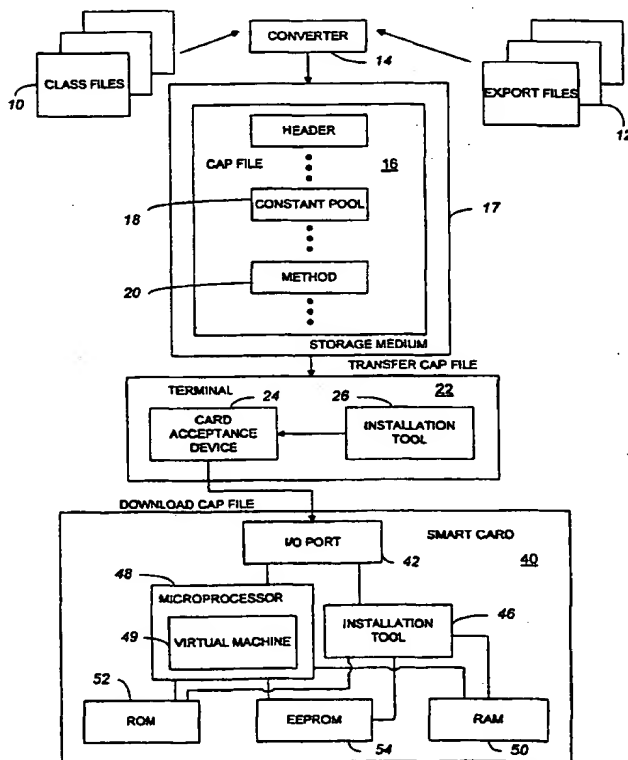 CONVERTER
14
10
CLASS FILES
EXPORT FILES
12
HEADER
CAP FILE
16
18
CONSTANT POOL
17
20
METHOD
STORAGE MEDIUM
TRANSFER CAP FILE
TERMINAL
24
26
22
CARD
ACCEPTANCE
DEVICE
INSTALLATION
TOOL
DOWNLOAD CAP FILE
I/O PORT
SMART CARD
42
40
48
MICROPROCESSOR
46
49
VIRTUAL MACHINE
INSTALLATION
TOOL
52
ROM
EEPROM
RAM
54
50